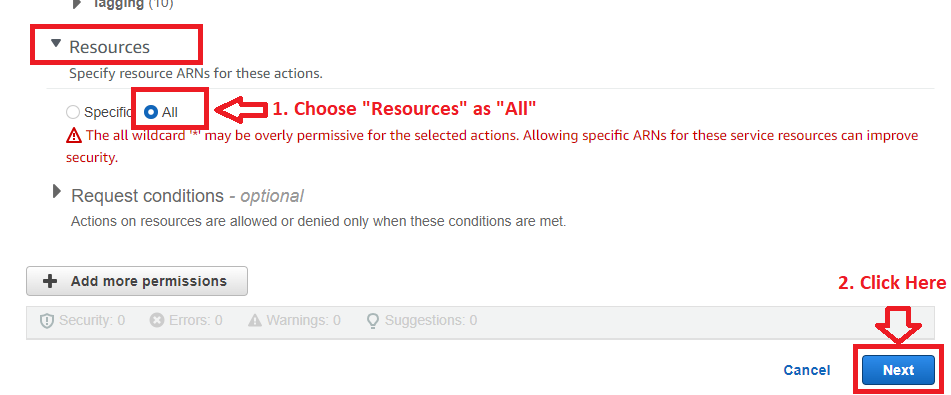 Tagging (10)
Resources
Specify resource ARNs for these actions.
Specific All 1. Choose "Resources" as "All"
The all wildcard '*' may be overly permissive for the selected actions. Allowing specific ARNs for these service resources can improve
security.
Request conditions - optional
Actions on resources are allowed or denied only when these conditions are met.
Add more permissions
2. Click Here
Security: 0 Errors: 0 Warnings: 0 Suggestions: 0
Cancel Next